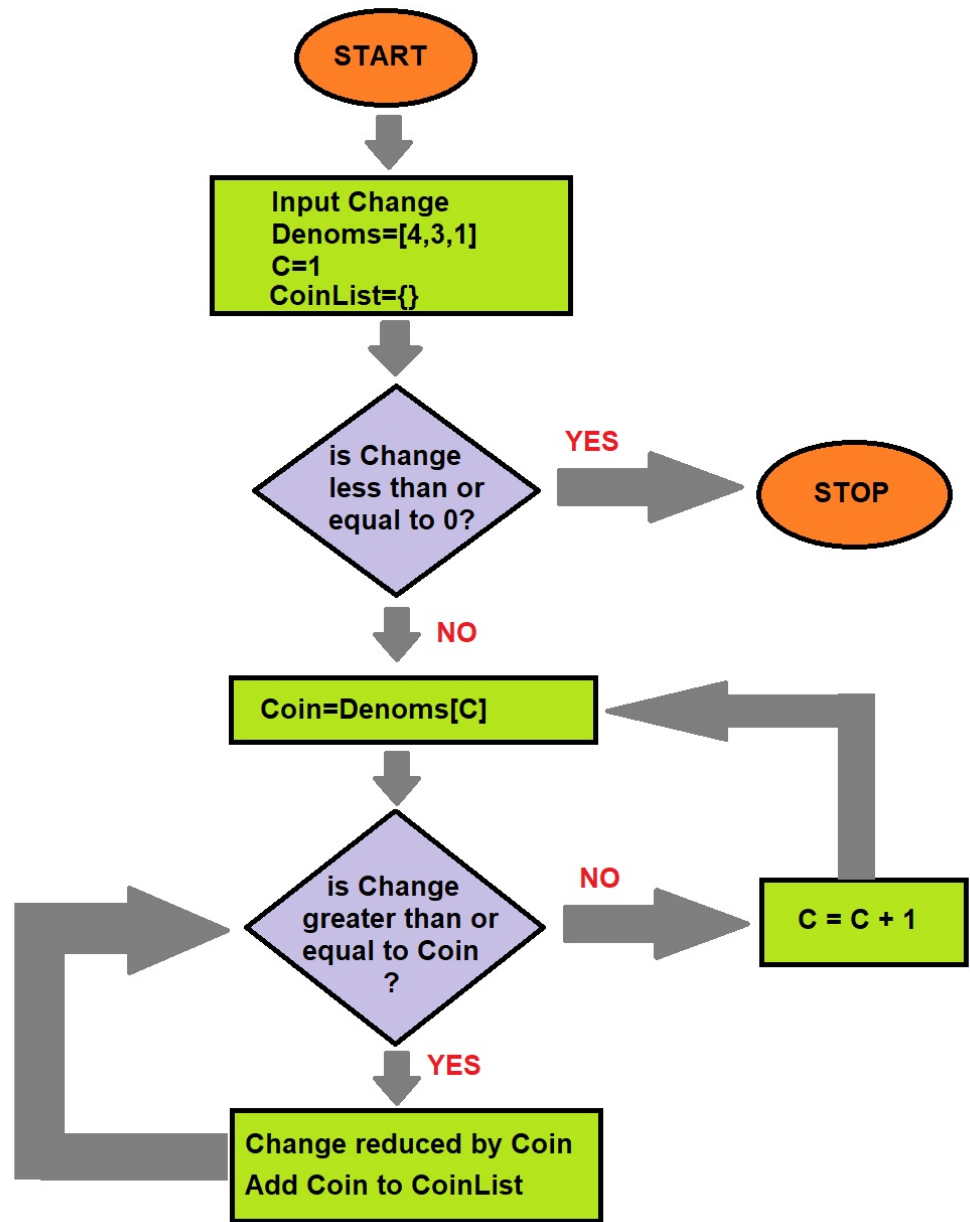 START
Input Change
Denoms=[4,3,1]
C=1
CoinList={}
is Change
less than or
equal to 0?
YES
STOP
NO
Coin=Denoms[C]
is Change
greater than or
equal to Coin
?
NO
C = C + 1
YES
Change reduced by Coin
Add Coin to CoinList